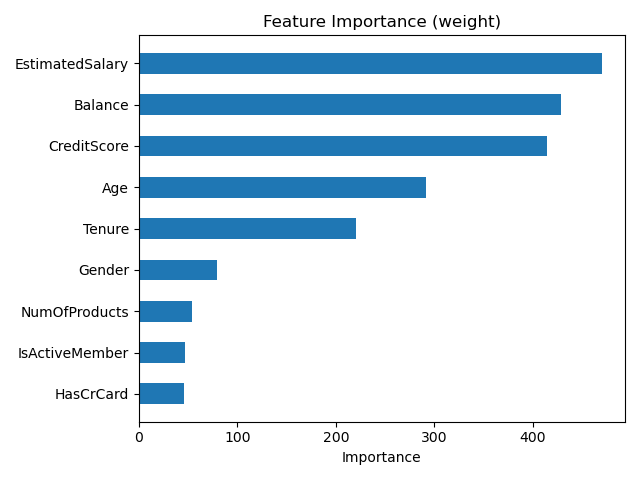 Feature Importance (weight)
EstimatedSalary
Balance
CreditScore
Age
Tenure
Gender
NumOfProducts
IsActiveMember
HasCrCard
0 100 200 300 400
Importance